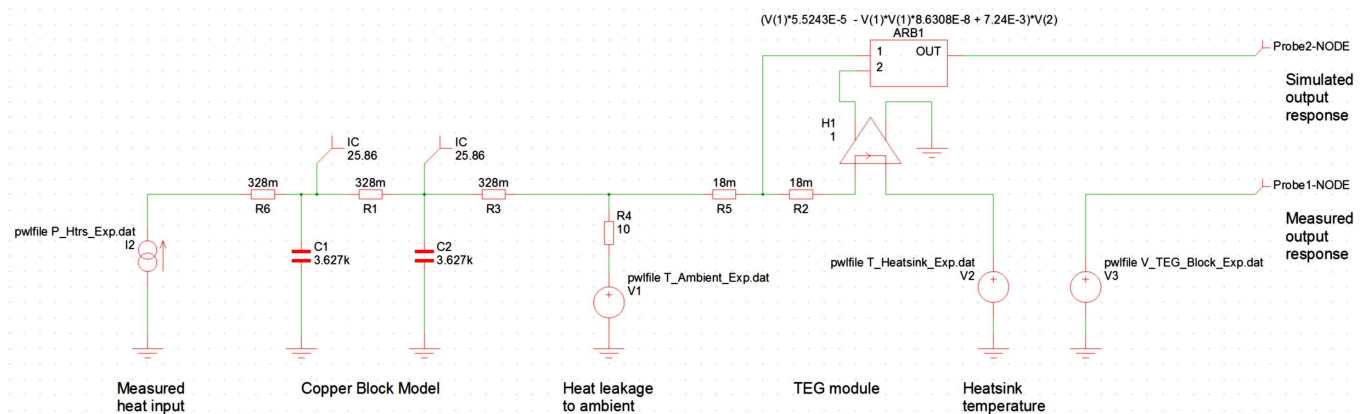 (V(1)*5.5243E-5 - V(1)*V(1)*8.6308E-8 + 7.24E-3)*V(2)
ARB1
1
OUT
2
Probe2-NODE
Simulated
output
response
H1
1
IC
25.86
IC
25.86
328m
R6
328m
R1
328m
R3
18m
R5
18m
R2
Probe1-NODE
Measured
output
response
R4
10
pwlfile P_Htrs_Exp.dat
I2
C1
3.627k
C2
3.627k
pwlfile T_Ambient_Exp.dat
V1
pwlfile T_Heatsink_Exp.dat
V2
pwlfile V_TEG_Block_Exp.dat
V3
Measured
heat input
Copper Block Model
Heat leakage
to ambient
TEG module
Heatsink
temperature